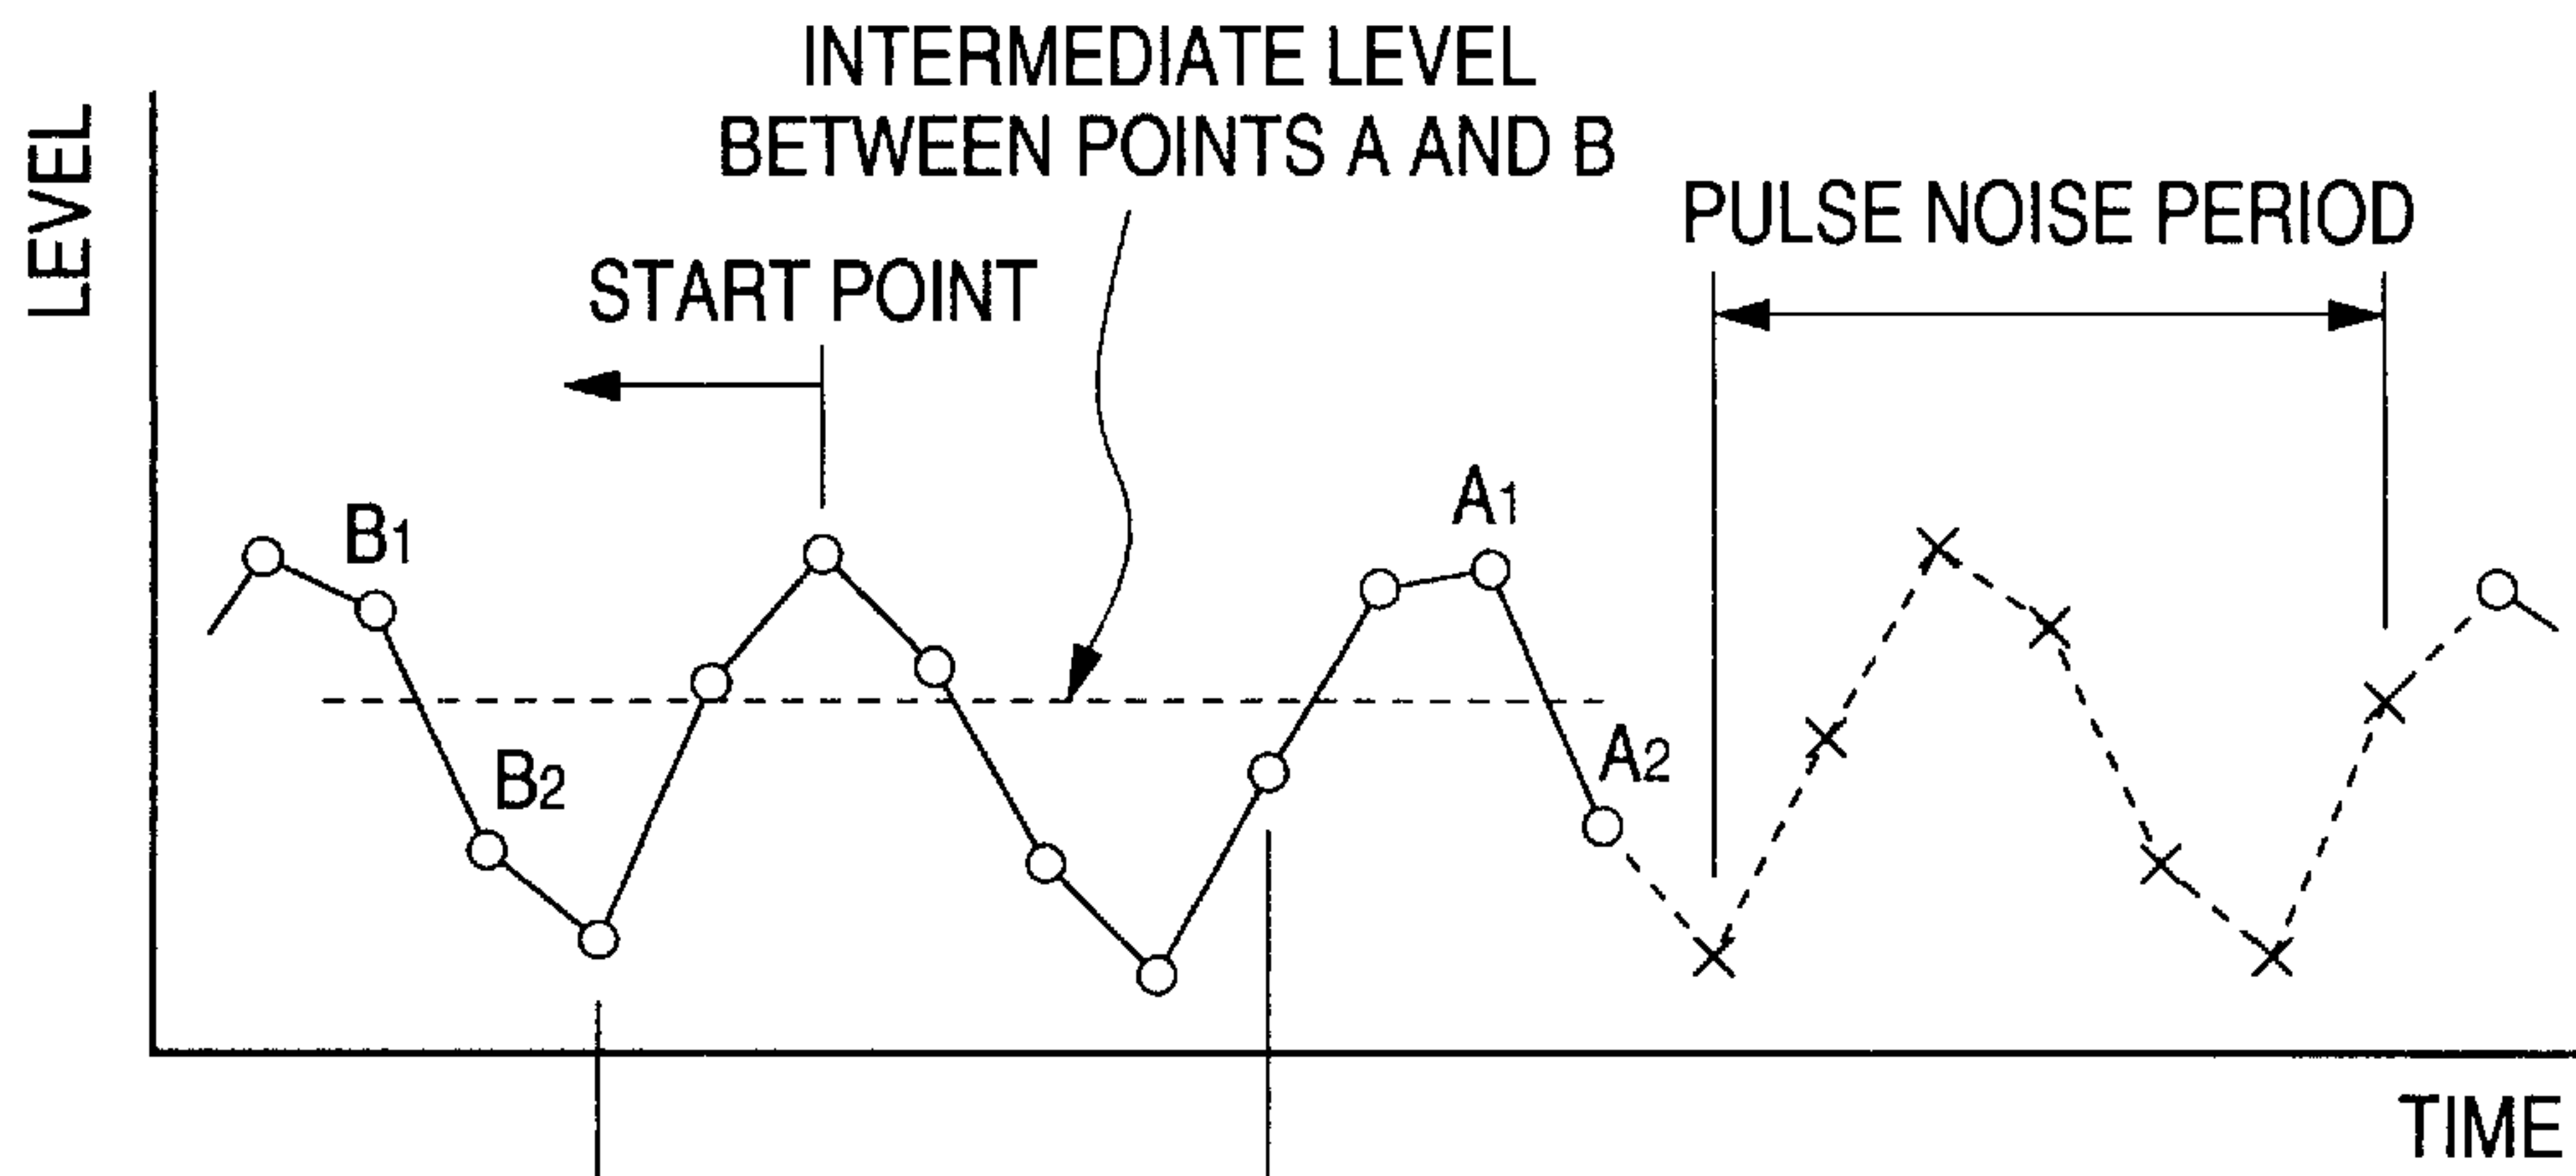 INTERMEDIATE LEVEL
BETWEEN POINTS A AND B
LEVEL
PULSE NOISE PERIOD
START POINT
A1
B1
A2
B2
TIME